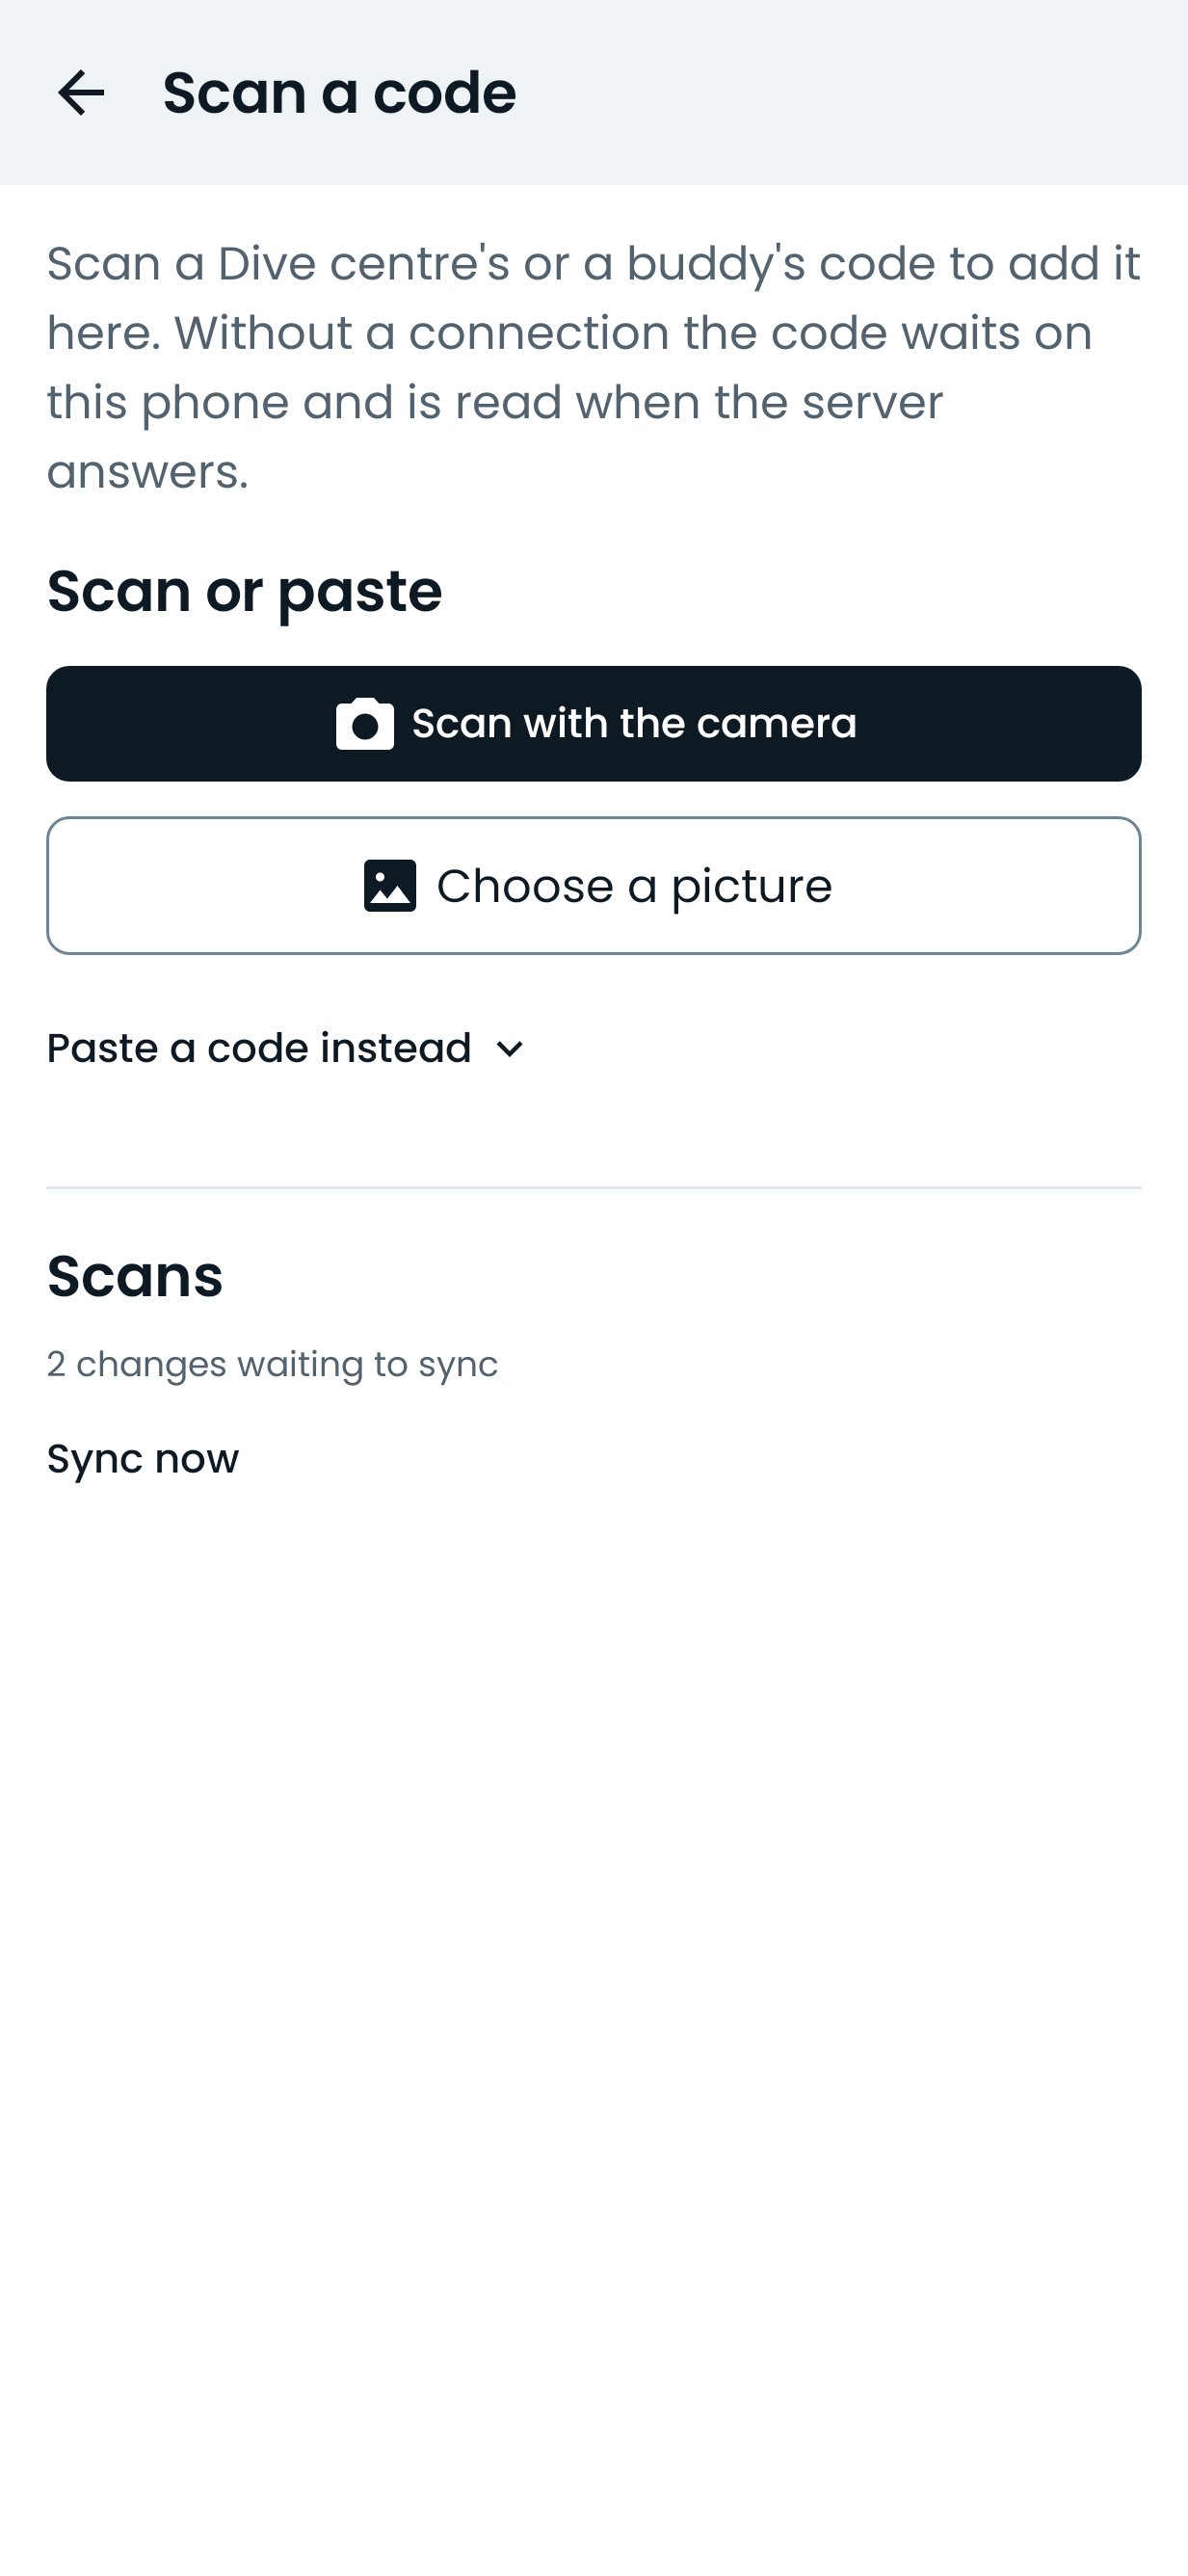 Scan a code
Scan a Dive centre's or a buddy's code to add it
here. Without a connection the code waits on
this phone and is read when the server
answers.
Scan or paste
Scan with the camera
Choose a picture
Paste a code instead
Scans
2 changes waiting to sync
Sync now